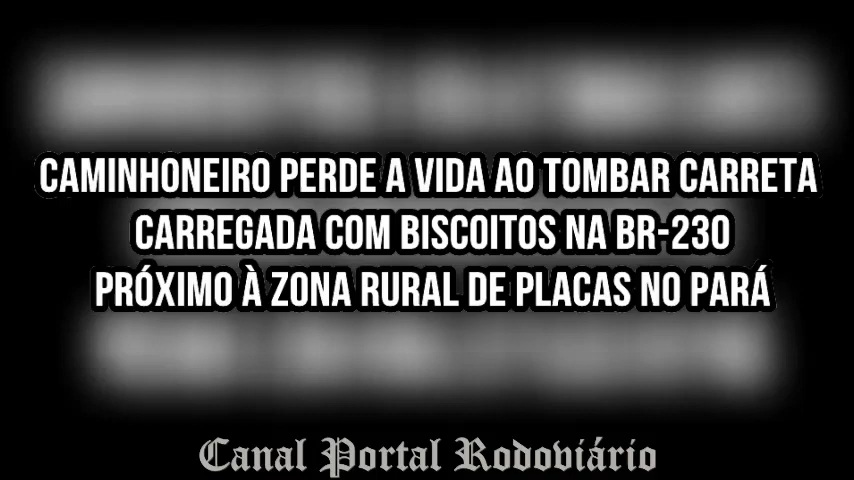 CAMINHONEIRO PERDE A VIDA AO TOMBAR CARRETA
CARREGADA COM BISCOITOS NA BR-230
PRÓXIMO À ZONA RURAL DE PLACAS NO PARÁ
Canal Portal Rodoviário